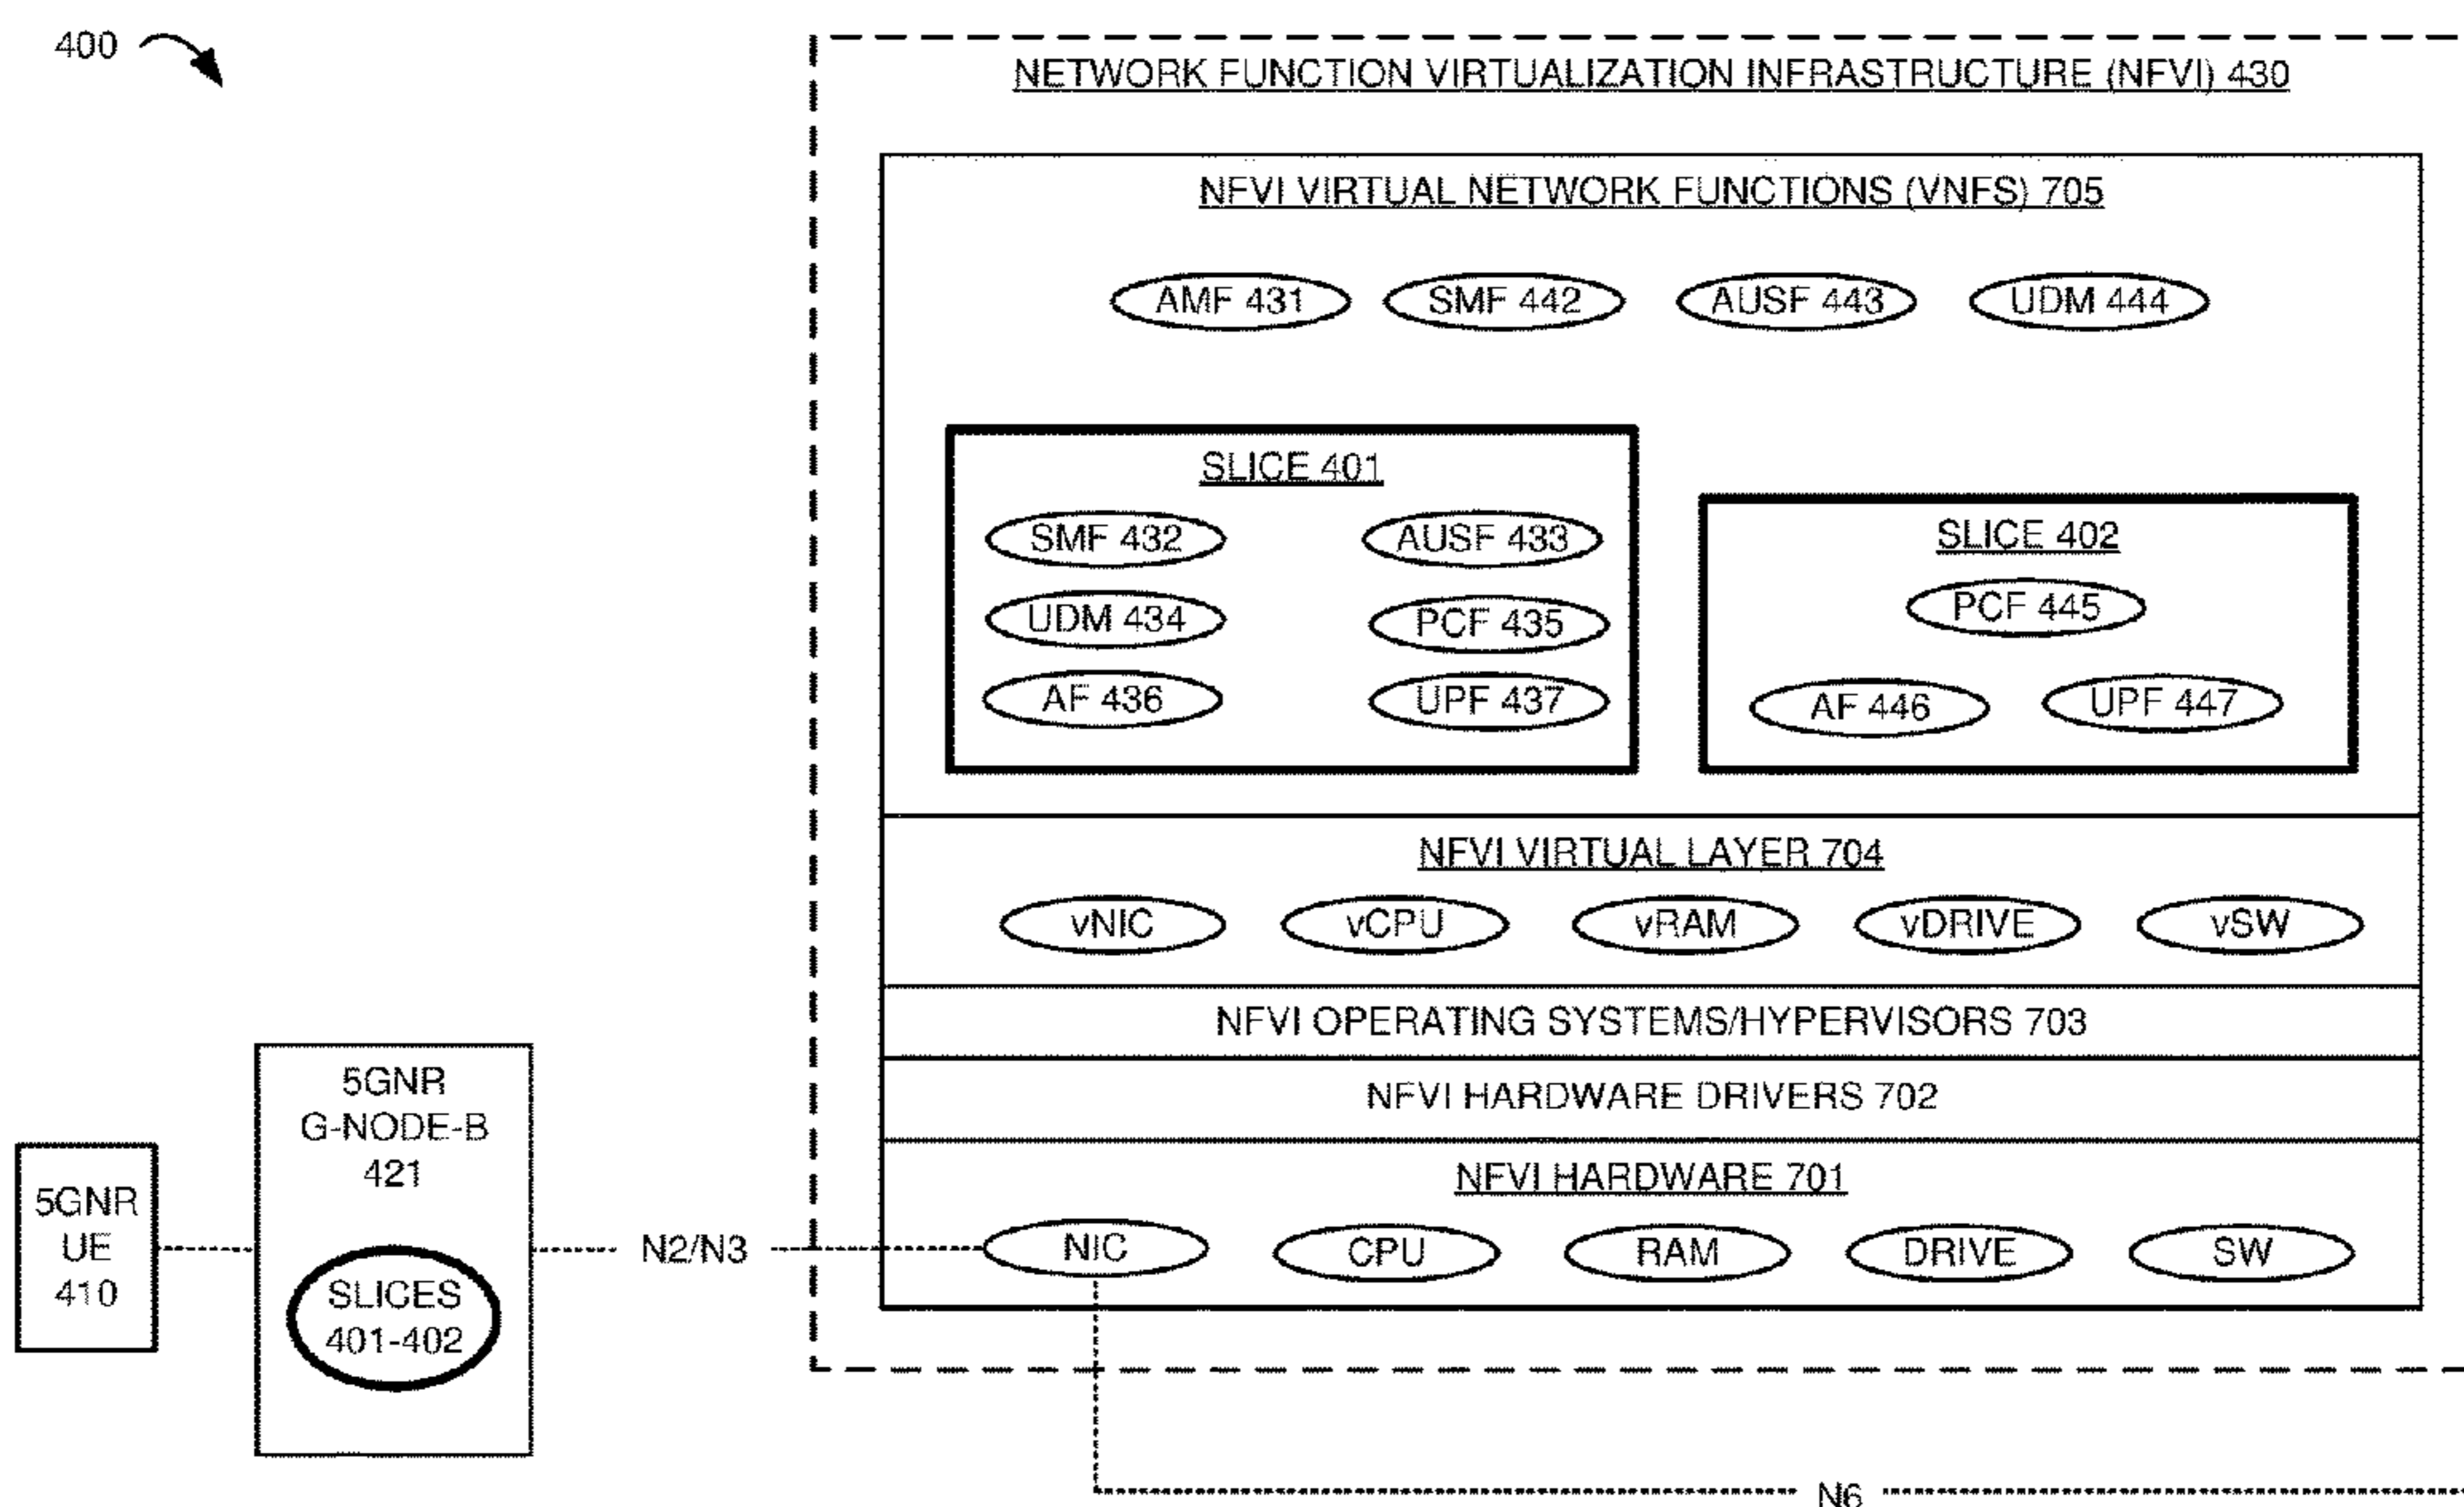 400
NETWORK FUNCTION VIRTUALIZATION INFRASTRUCTURE (NFVI) 430
NFVI VIRTUAL NETWORK FUNCTIONS (VNFS) 705
AMF 431
SMF 442
AUSF 443
UDM 444
SLICE 401
SMF 432
AUSF 433
UDM 434
PCF 435
AF 436
UPF 437
SLICE 402
PCF 445
AF 446
UPF 447
NFVI VIRTUAL LAYER 704
vNIC
vCPU
vRAM
vDRIVE
vSW
NFVI OPERATING SYSTEMS/HYPERVISORS 703
NFVI HARDWARE DRIVERS 702
NFVI HARDWARE 701
NIC
CPU
RAM
DRIVE
SW
5GNR
UE
410
5GNR
G-NODE-B
421
SLICES
401-402
N2/N3
N6